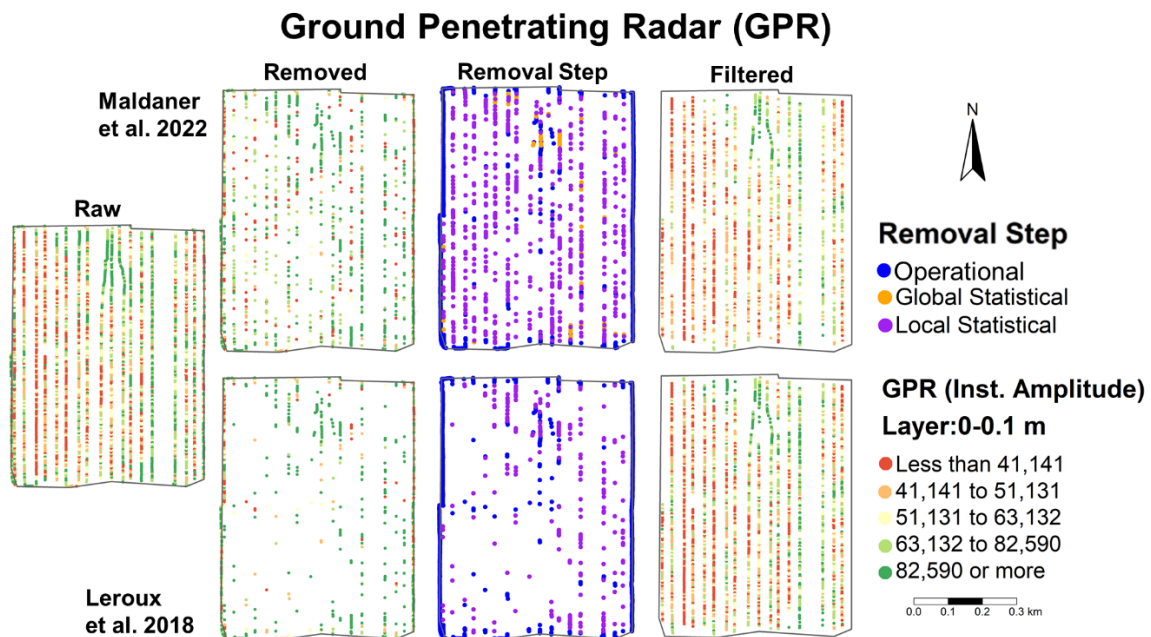 Ground Penetrating Radar (GPR)
Removed
Removal Step
Filtered
Maldaner
et al. 2022
Raw
N
Removal Step
Operational
Global Statistical
Local Statistical
GPR (Inst. Amplitude)
Layer:0-0.1 m
Less than 41,141
41,141 to 51,131
51,131 to 63,132
63,132 to 82,590
82,590 or more
0.0 0.1 0.2 0.3 km
Leroux
et al. 2018